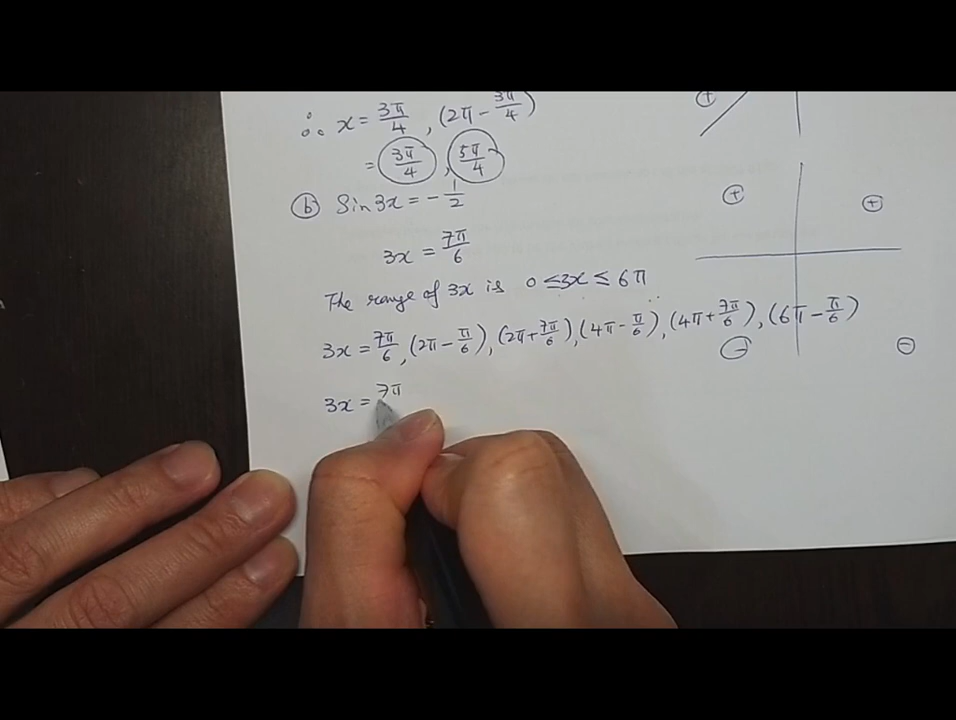 ∴ x = 3π/4 , (2π - 3π/4)
= 3π/4 , 5π/4
(b) Sin 3x = - 1/2
3x = 7π/6
The range of 3x is 0 ≤ 3x ≤ 6π
3x = 7π/6 , (2π - π/6) , (2π + 7π/6) , (4π - π/6) , (4π + 7π/6) , (6π - π/6)
3x = 7π
+
+
+
-
-